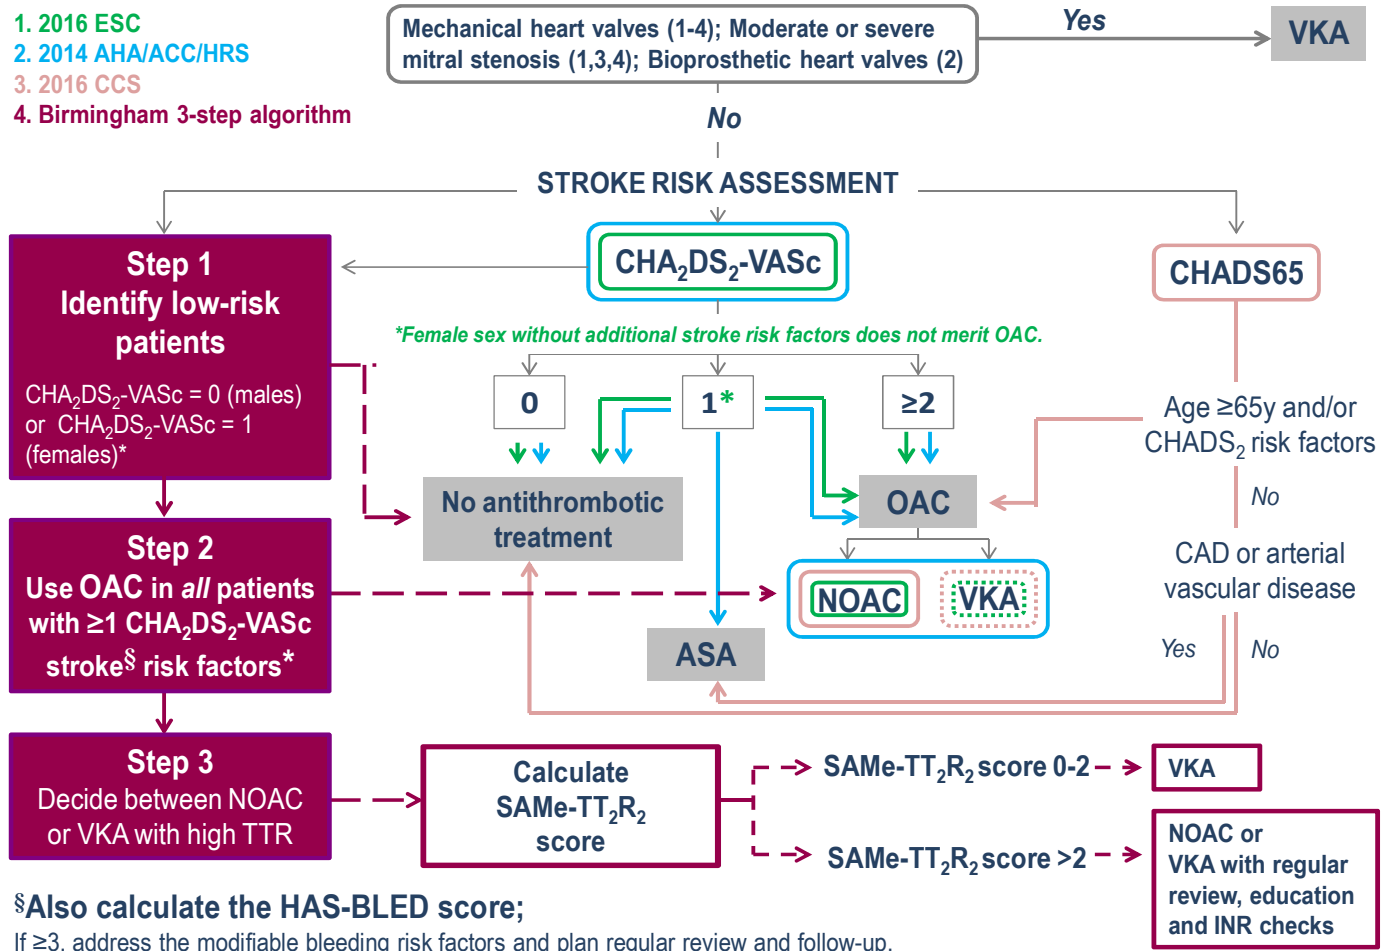 1. 2016 ESC
2. 2014 AHA/ACC/HRS
3. 2016 CCS
4. Birmingham 3-step algorithm
Mechanical heart valves (1-4); Moderate or severe
mitral stenosis (1,3,4); Bioprosthetic heart valves (2)
Yes
VKA
No
STROKE RISK ASSESSMENT
Step 1
Identify low-risk
patients
CHA₂DS₂-VASc = 0 (males)
or CHA₂DS₂-VASc = 1
(females)*
CHA₂DS₂-VASc
CHADS65
*Female sex without additional stroke risk factors does not merit OAC.
0
1*
≥2
Age ≥65y and/or
CHADS₂ risk factors
No
No antithrombotic
treatment
OAC
Step 2
Use OAC in all patients
with ≥1 CHA₂DS₂-VASc
stroke§ risk factors*
NOAC
VKA
CAD or arterial
vascular disease
Yes
No
ASA
Step 3
Decide between NOAC
or VKA with high TTR
Calculate
SAMe-TT₂R₂
score
SAMe-TT₂R₂ score 0-2
VKA
SAMe-TT₂R₂ score >2
NOAC or
VKA with regular
review, education
and INR checks
§Also calculate the HAS-BLED score;
If ≥3, address the modifiable bleeding risk factors and plan regular review and follow-up.